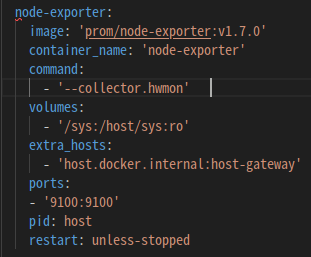 node-exporter:
  image: 'prom/node-exporter:v1.7.0'
  container_name: 'node-exporter'
  command:
    - '--collector.hwmon'
  volumes:
    - '/sys:/host/sys:ro'
  extra_hosts:
    - 'host.docker.internal:host-gateway'
  ports:
  - '9100:9100'
  pid: host
  restart: unless-stopped